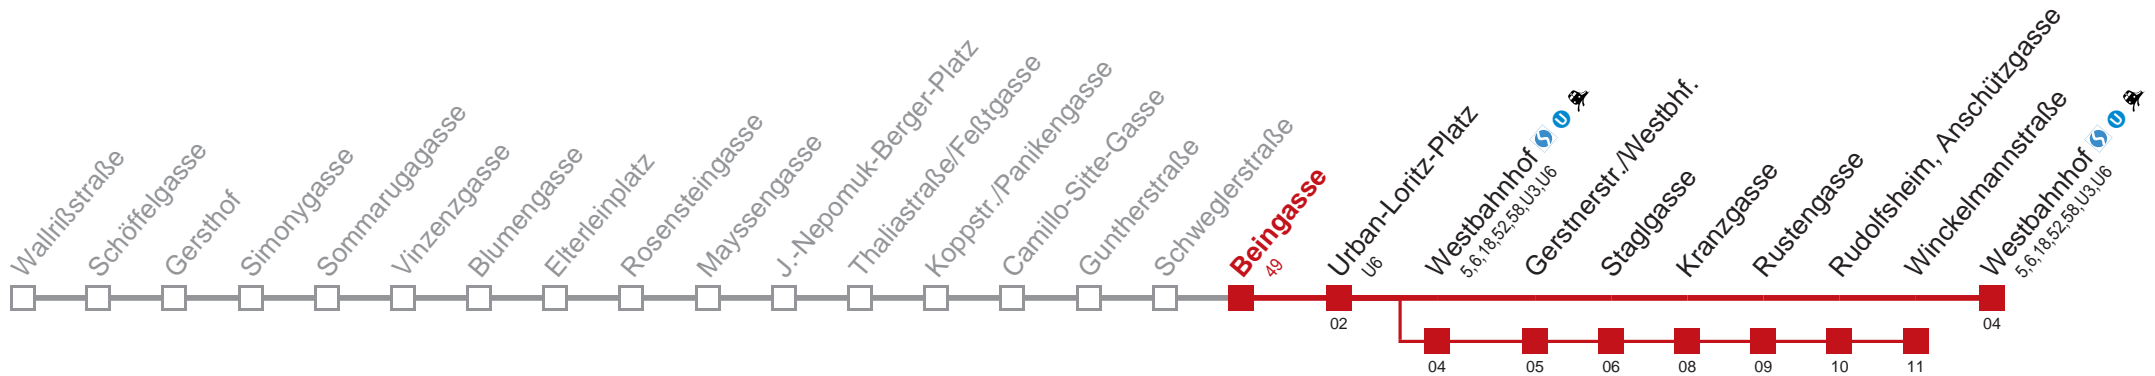 Wallrißstraße
Schöffelgasse
Gersthof
Simonygasse
Sommarugagasse
Vinzenzgasse
Blumengasse
Elterleinplatz
Rosensteingasse
Mayssengasse
J.-Nepomuk-Berger-Platz
Thaliastraße/Feßtgasse
Koppstr./Panikengasse
Camillo-Sitte-Gasse
Guntherstraße
Schweglerstraße
Beingasse
49
Urban-Loritz-Platz
U6
Westbahnhof S U
5,6,18,52,58,U3,U6
Gerstnerstr./Westbhf.
Staglgasse
Kranzgasse
Rustengasse
Rudolfsheim, Anschützgasse
Winckelmannstraße
Westbahnhof S U
5,6,18,52,58,U3,U6
02
04
04
05
06
08
09
10
11